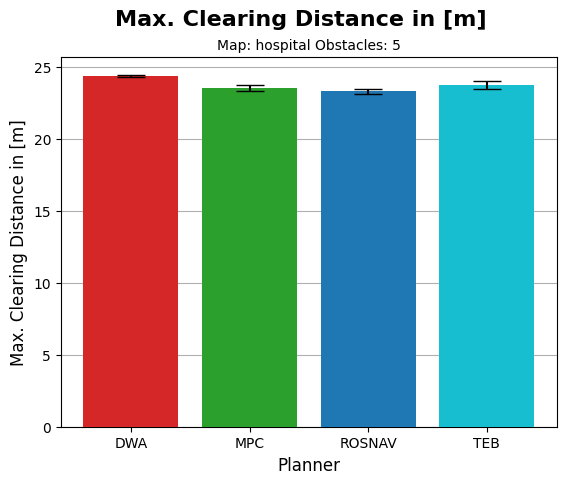 Max. Clearing Distance in [m]
Map: hospital Obstacles: 5
Max. Clearing Distance in [m]
25
20
15
10
5
0
DWA
MPC
ROSNAV
TEB
Planner